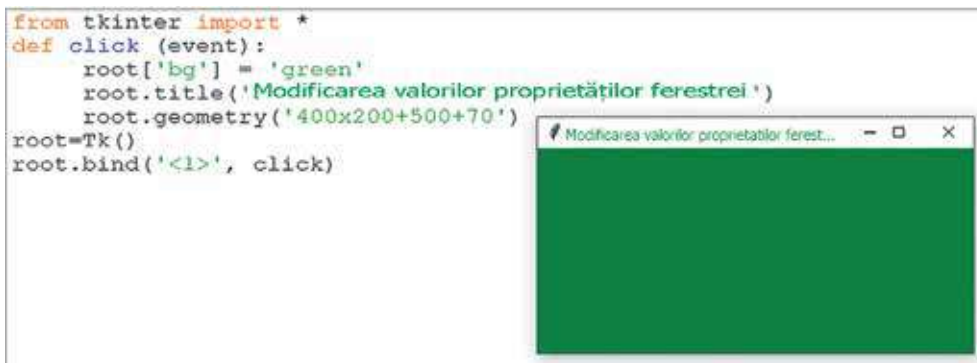 from tkinter import *
def click (event):
root['bg'] = 'green'
root.title('Modificarea valorilor proprietăților ferestrei ')
root.geometry('400x200+500+70')
root=Tk()
root.bind('<1>', click)
Modificarea valorilor proprietatilor ferest...